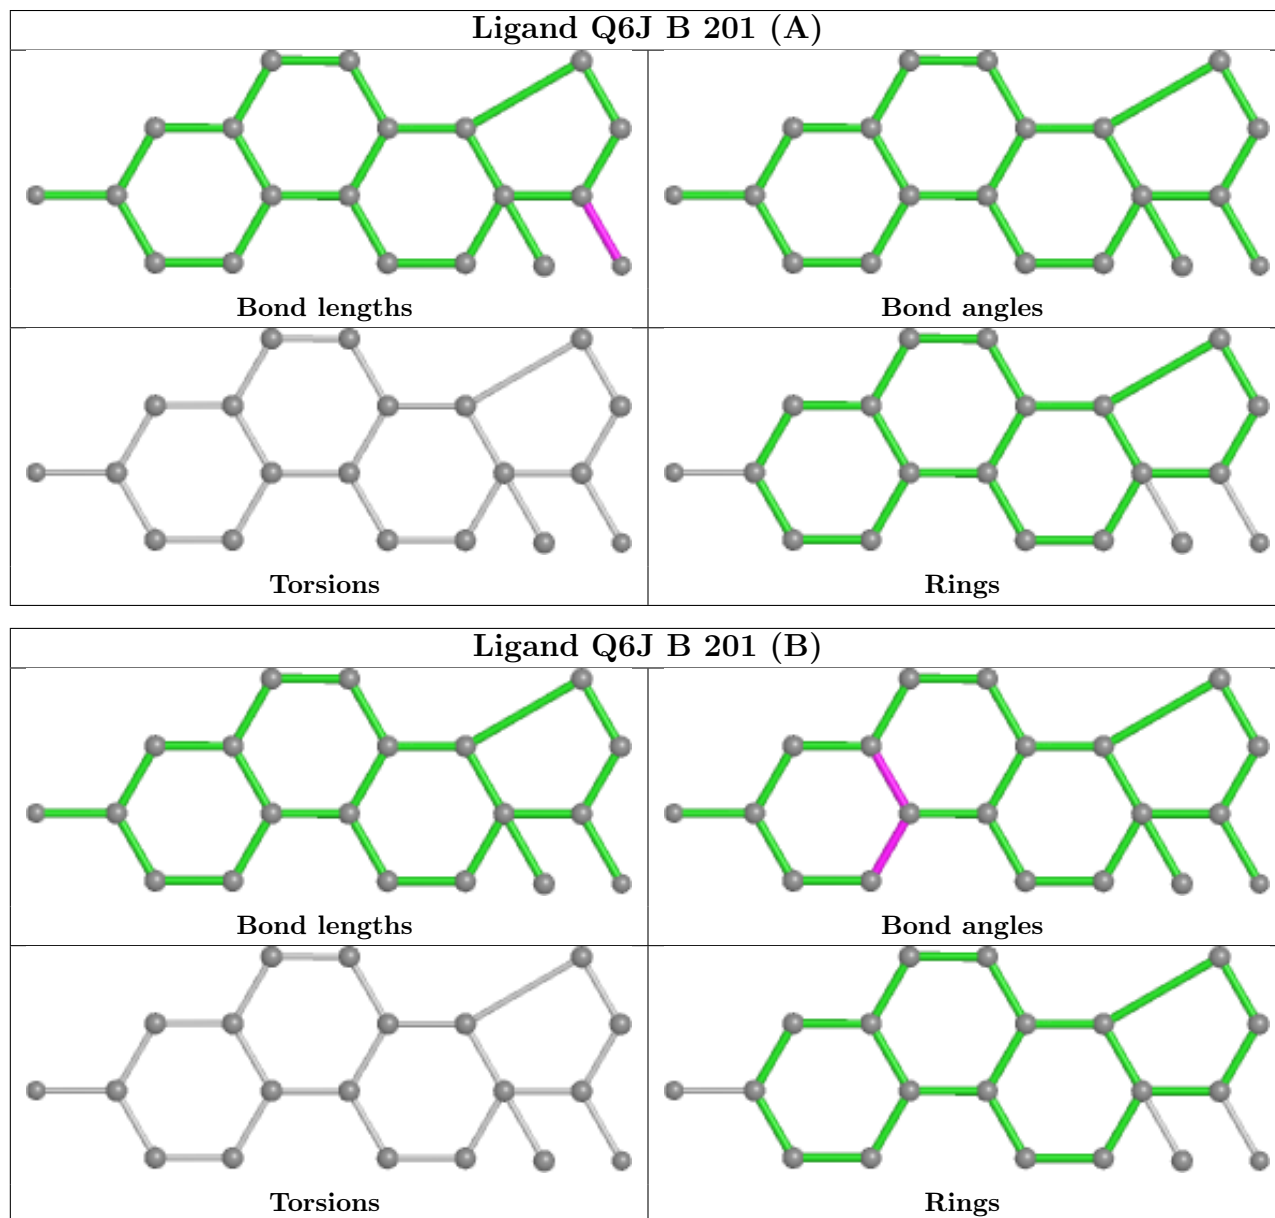 Ligand Q6J B 201 (A)
Bond lengths
Bond angles
Torsions
Rings
Ligand Q6J B 201 (B)
Bond lengths
Bond angles
Torsions
Rings